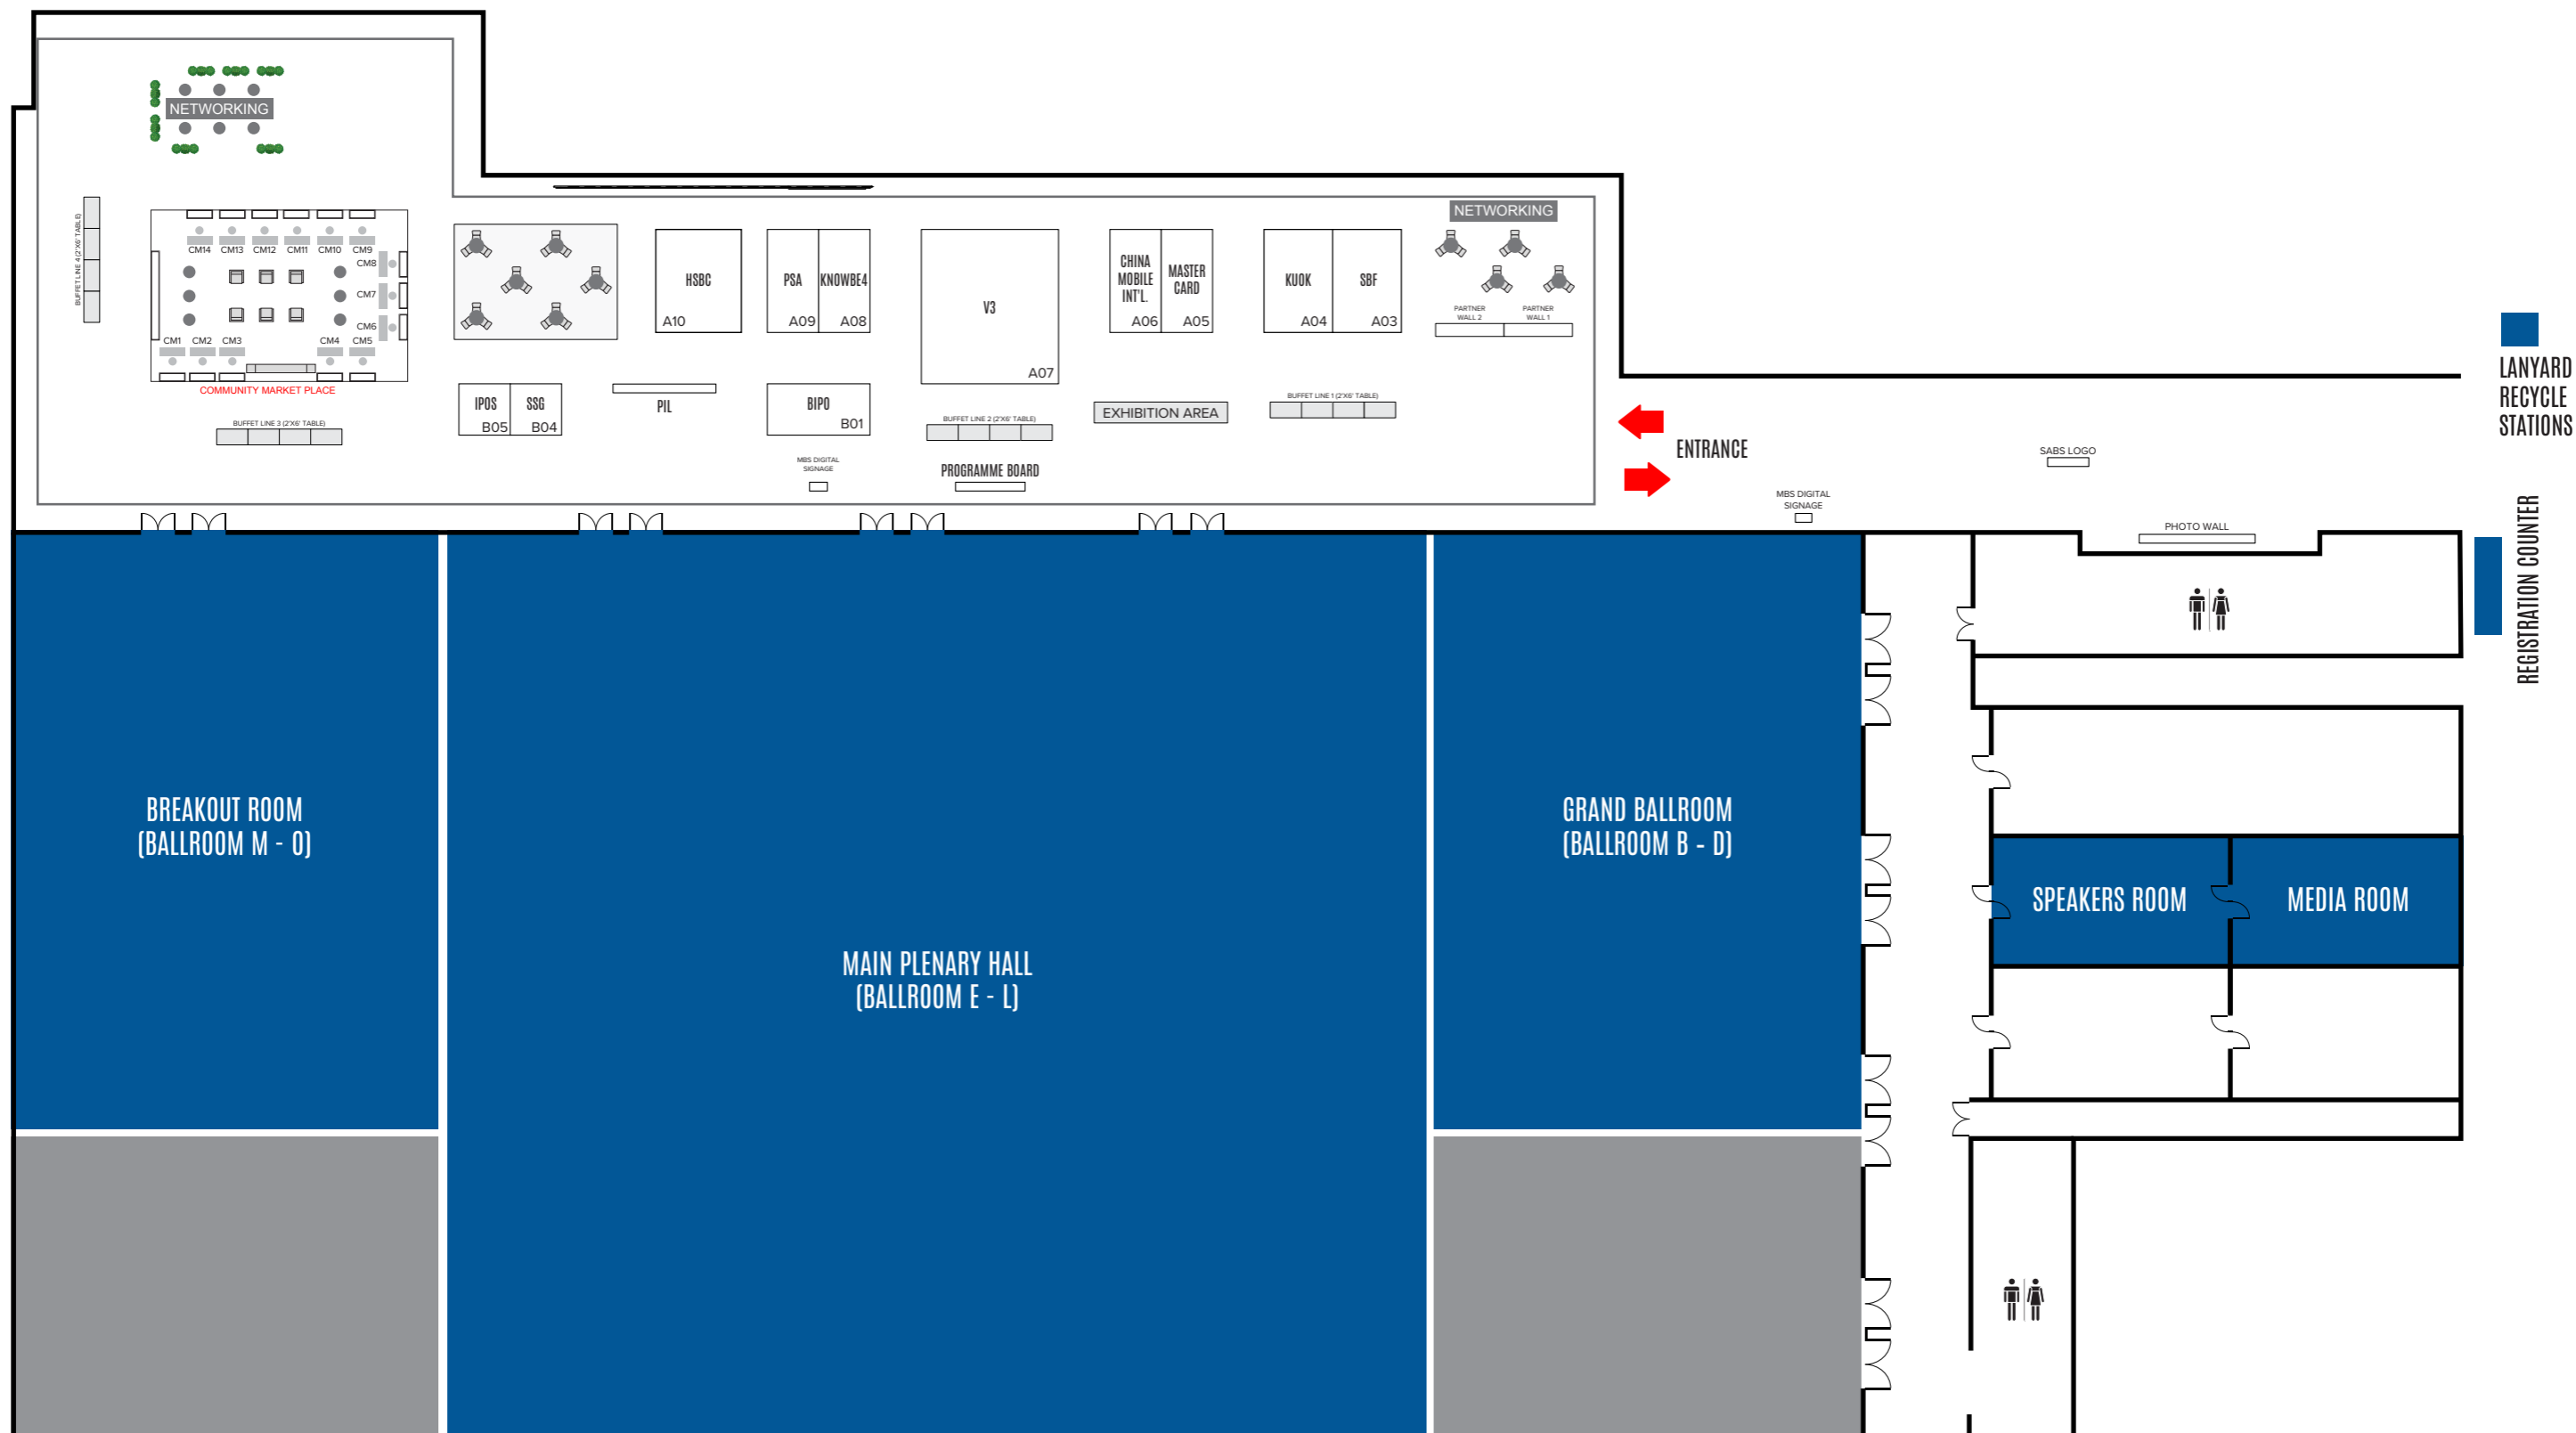 NETWORKING
BUFFET LINE 4 (2'X6' TABLE)
CM14
CM13
CM12
CM11
CM10
CM9
CM8
CM7
CM6
CM1
CM2
CM3
CM4
CM5
COMMUNITY MARKET PLACE
BUFFET LINE 3 (2'X6' TABLE)
HSBC
A10
PSA
A09
KNOWBE4
A08
V3
A07
CHINA
MOBILE
INT'L.
A06
MASTER
CARD
A05
KUOK
A04
SBF
A03
NETWORKING
PARTNER
WALL 2
PARTNER
WALL 1
IPOS
B05
SSG
B04
PIL
BIPO
B01
BUFFET LINE 2 (2'X6' TABLE)
EXHIBITION AREA
BUFFET LINE 1 (2'X6' TABLE)
MBS DIGITAL
SIGNAGE
PROGRAMME BOARD
ENTRANCE
SABS LOGO
MBS DIGITAL
SIGNAGE
PHOTO WALL
LANYARD
RECYCLE
STATIONS
REGISTRATION COUNTER
BREAKOUT ROOM
(BALLROOM M - O)
MAIN PLENARY HALL
(BALLROOM E - L)
GRAND BALLROOM
(BALLROOM B - D)
SPEAKERS ROOM
MEDIA ROOM